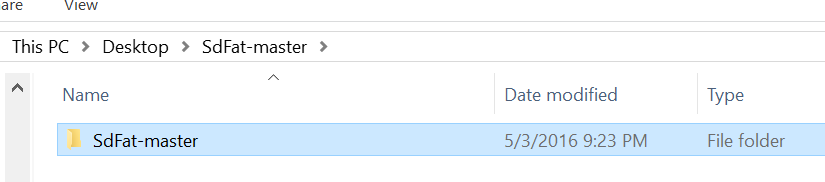 are View
This PC > Desktop > SdFat-master >
Name Date modified Type
SdFat-master 5/3/2016 9:23 PM File folder